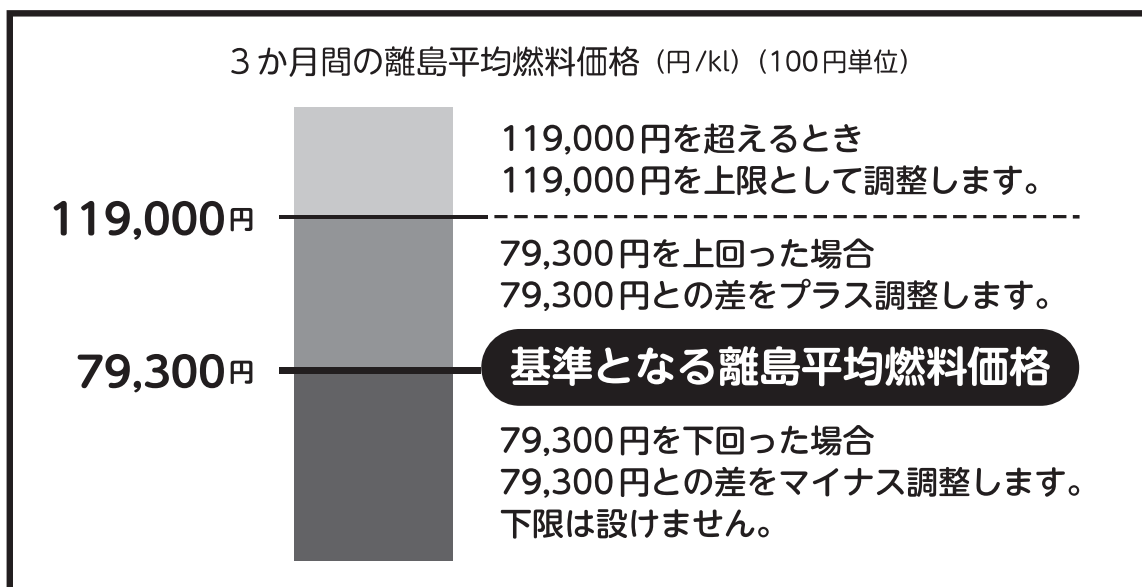 3か月間の離島平均燃料価格（円/kl）（100円単位）
119,000円を超えるとき
119,000円を上限として調整します。
119,000円
79,300円を上回った場合
79,300円との差をプラス調整します。
79,300円
基準となる離島平均燃料価格
79,300円を下回った場合
79,300円との差をマイナス調整します。
下限は設けません。